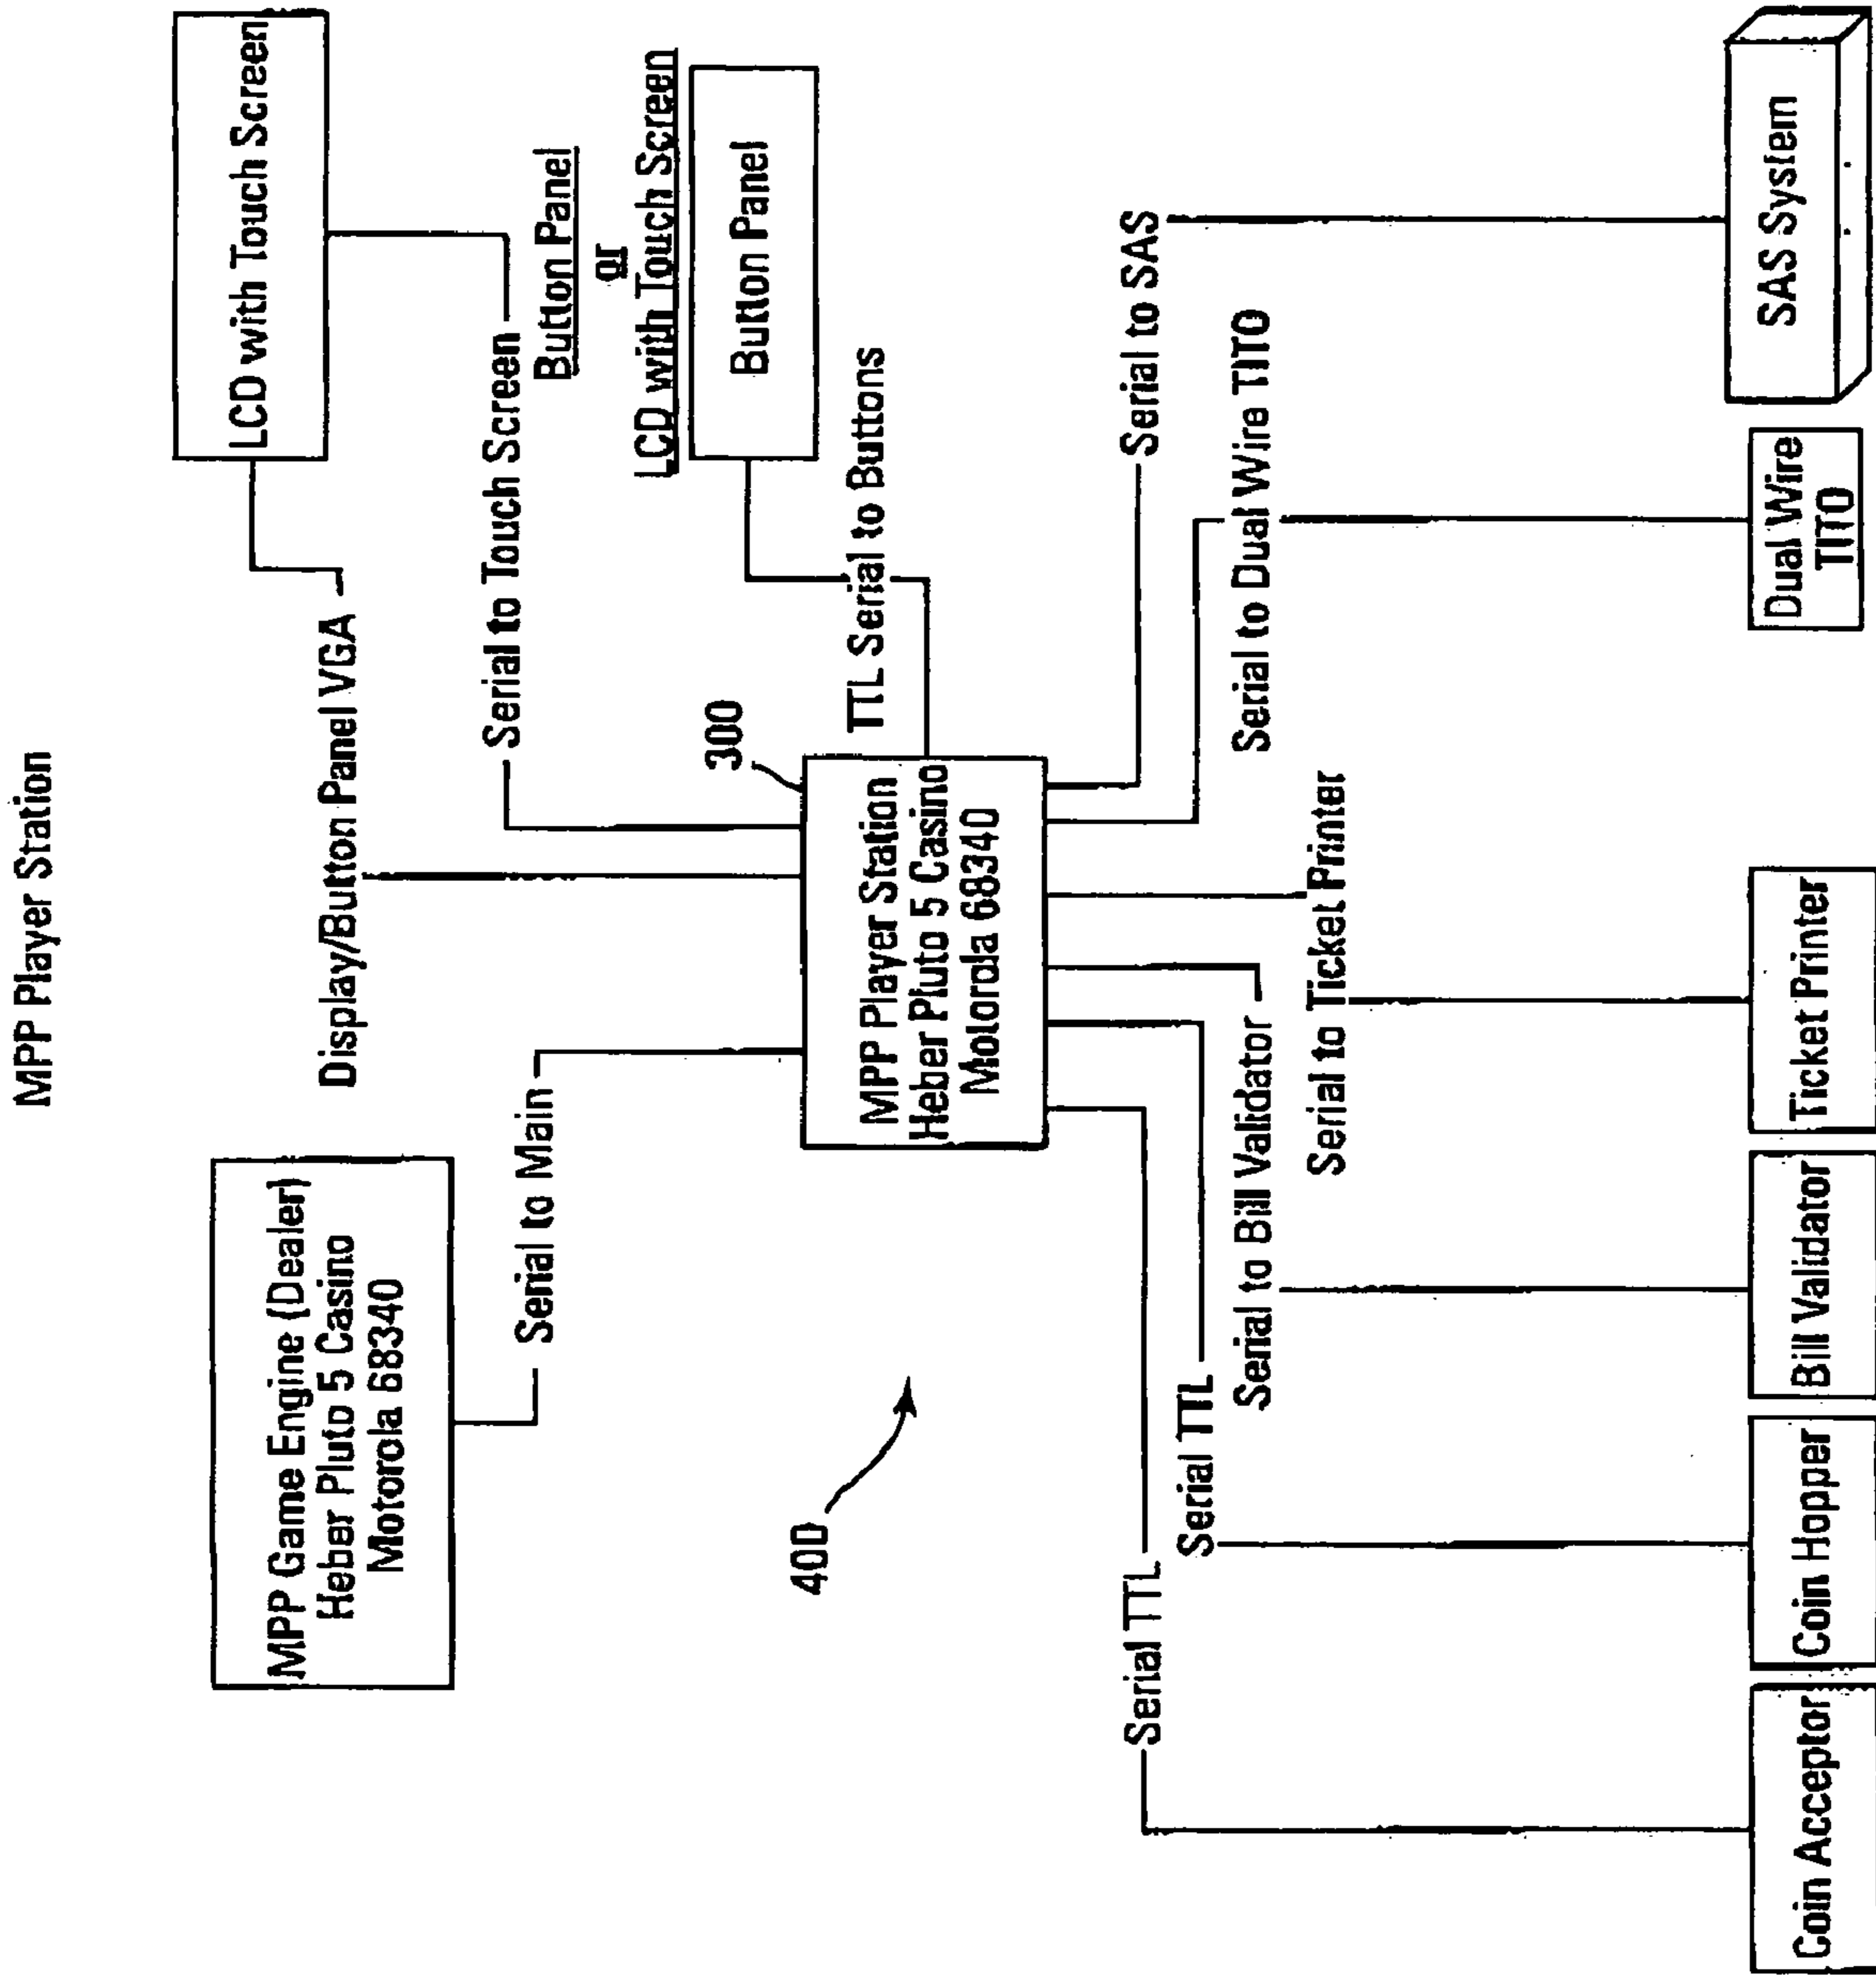 MPP Player Station
LCD with Touch Screen
Display/Button Panel VGA
MPP Game Engine (Dealer)
Heber Pluto 5 Casino
Motorola 68340
Serial to Touch Screen
Serial to Main
Button Panel
or
LCD with Touch Screen
Button Panel
300
TTL Serial to Buttons
MPP Player Station
Heber Pluto 5 Casino
Motorola 68340
400
Serial to SAS
Serial TTL
Serial TTL
Serial to Dual Wire TITO
Serial to Bill Validator
Serial to Ticket Printer
Coin Acceptor
Coin Hopper
Bill Validator
Ticket Printer
Dual Wire
TITO
SAS System